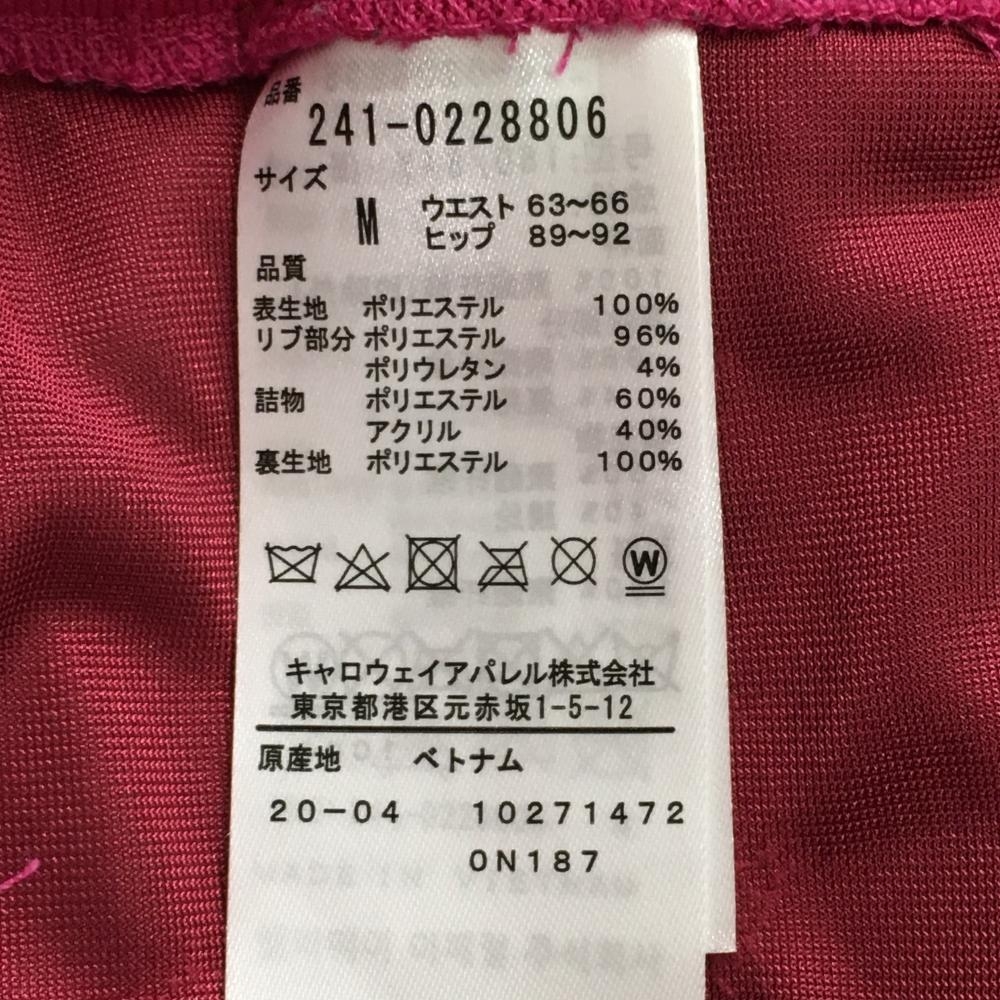 品番
241-0228806
サイズ
M ウエスト 63～66
ヒップ 89～92
品質
表生地 ポリエステル 100%
リブ部分 ポリエステル 96%
ポリウレタン 4%
詰物 ポリエステル 60%
アクリル 40%
裏生地 ポリエステル 100%
W
キャロウェイアパレル株式会社
東京都港区元赤坂1-5-12
原産地 ベトナム
20-04 10271472
0N187